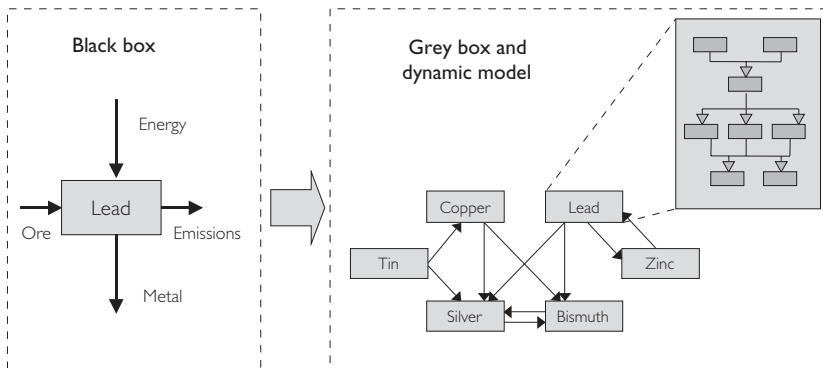 Black box
Energy
Lead
Ore
Emissions
Metal
Grey box and
dynamic model
Copper
Lead
Tin
Zinc
Silver
Bismuth